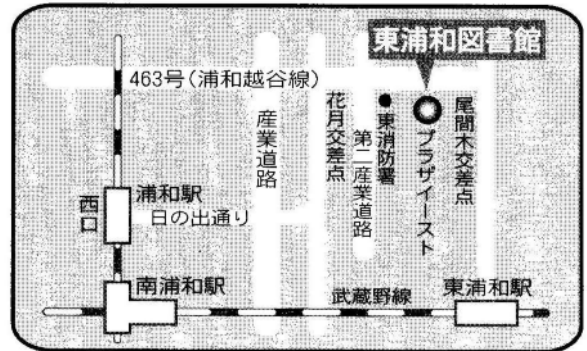 東浦和図書館
463号(浦和越谷線)
産業道路
花月交差点
第二産業道路
東消防署
プラザイースト
尾間木交差点
浦和駅
西口
日の出通り
南浦和駅
武蔵野線
東浦和駅